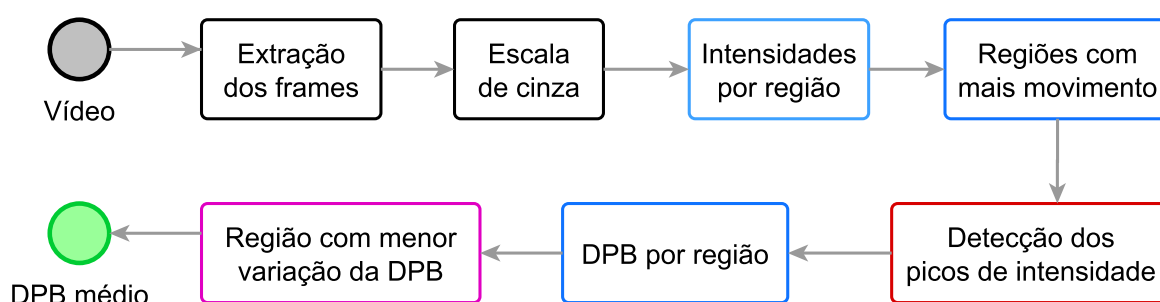 Vídeo
Extração
dos frames
Escala
de cinza
Intensidades
por região
Regiões com
mais movimento
Detecção dos
picos de intensidade
DPB por região
Região com menor
variação da DPB
DPB médio